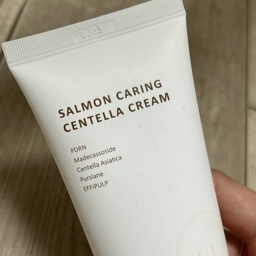 SALMON CARING
CENTELLA CREAM
PDRN
Madecassoside
Centella Asiatica
Purslane
EFFIPULP